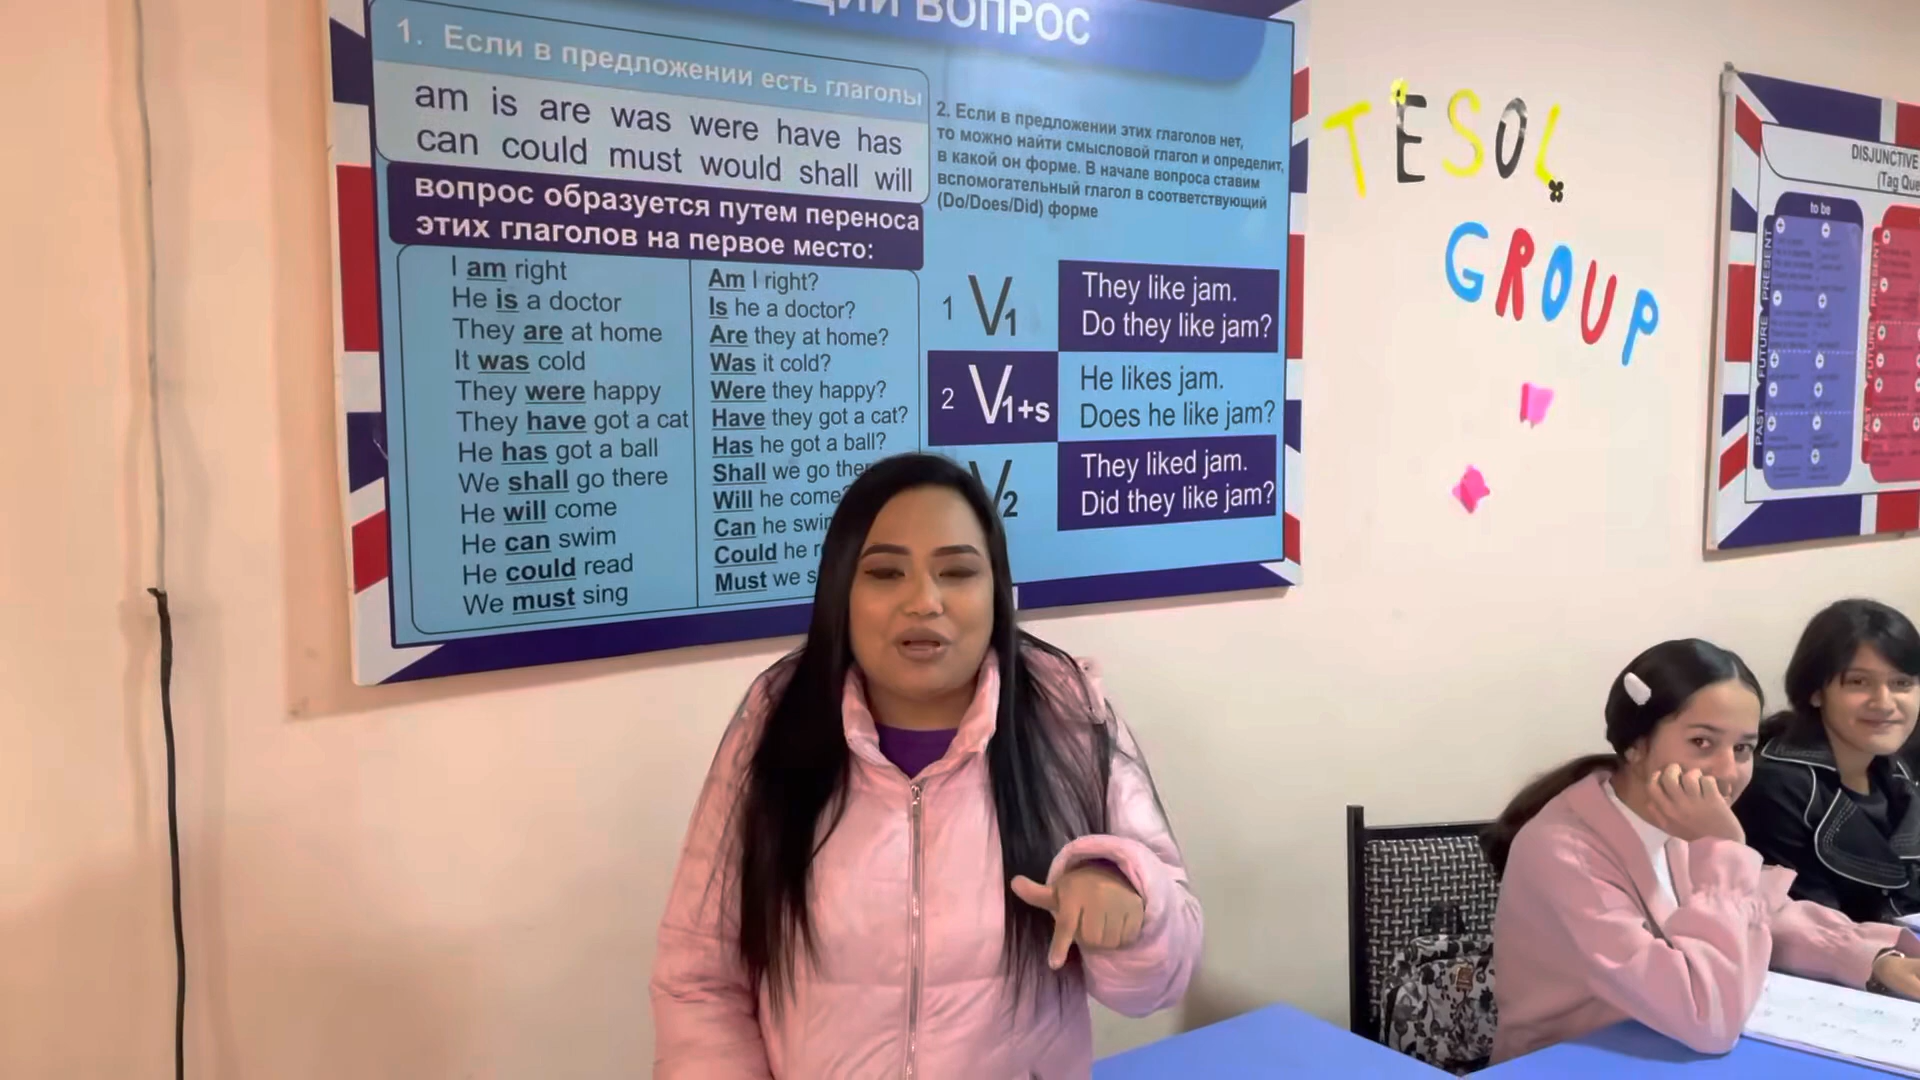 ВОПРОС
1. Если в предложении есть глаголы
am is are was were have has
can could must would shall will
вопрос образуется путем переноса
этих глаголов на первое место:
I am right
He is a doctor
They are at home
It was cold
They were happy
They have got a cat
He has got a ball
We shall go there
He will come
He can swim
He could read
We must sing
Am I right?
Is he a doctor?
Are they at home?
Was it cold?
Were they happy?
Have they got a cat?
Has he got a ball?
Shall we go
Will he come?
Can he
Could he
Must we
2. Если в предложении этих глаголов нет,
то можно найти смысловой глагол и определит,
в какой он форме. В начале вопроса ставим
вспомогательный глагол в соответствующий
(Do/Does/Did) форме
1 V1
They like jam.
Do they like jam?
2 V1+s
He likes jam.
Does he like jam?
V2
They liked jam.
Did they like jam?
TESOL
GROUP
DISJUNCTIVE
(Tag
to be
PRESENT
FUTURE
PAST
PRESENT
FUTURE
PAST